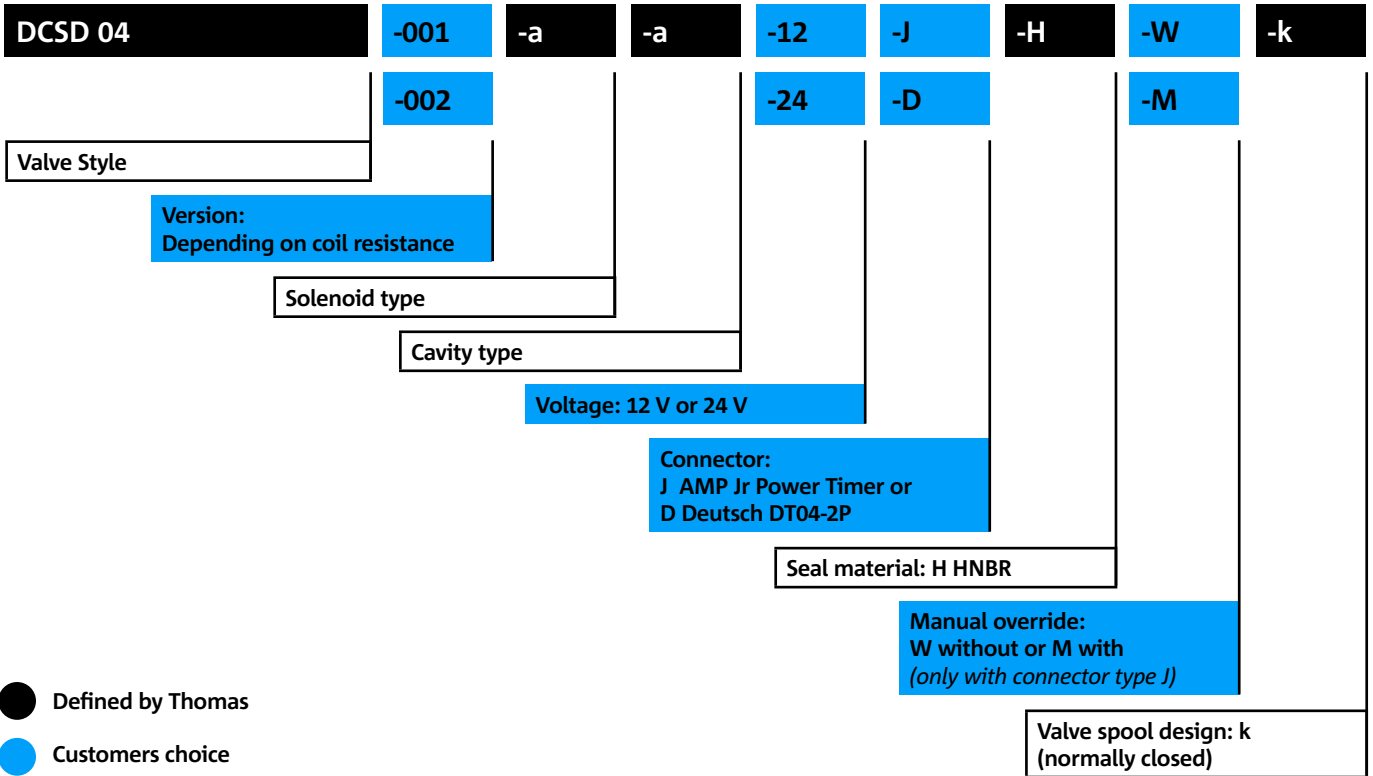 DCSD 04 -001 -a -a -12 -J -H -W -k
-002 -24 -D -M
Valve Style
Version:
Depending on coil resistance
Solenoid type
Cavity type
Voltage: 12 V or 24 V
Connector:
J AMP Jr Power Timer or
D Deutsch DT04-2P
Seal material: H HNBR
Manual override:
W without or M with
(only with connector type J)
Defined by Thomas
Customers choice
Valve spool design: k
(normally closed)